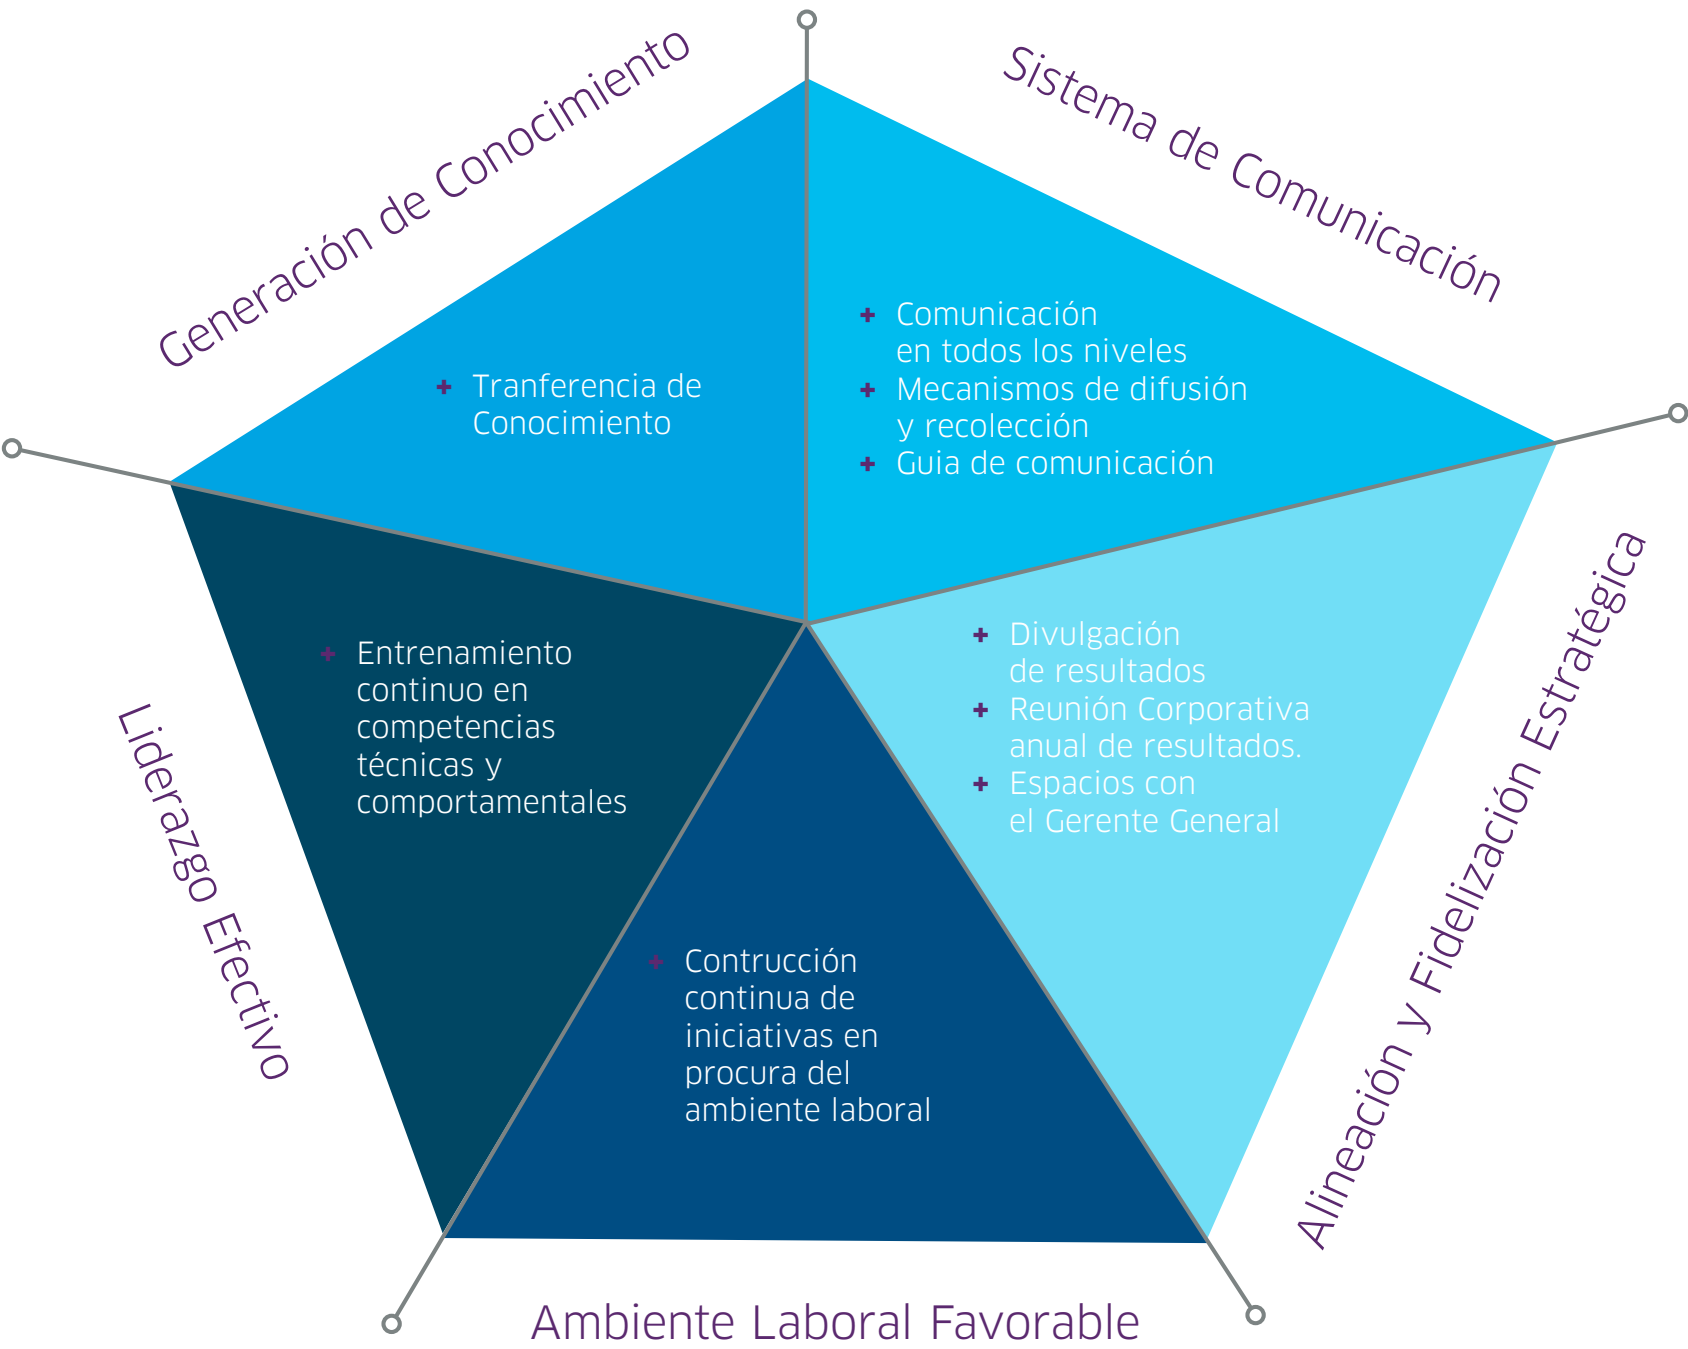 Generación de Conocimiento
Sistema de Comunicación
+ Comunicación
en todos los niveles
+ Mecanismos de difusión
y recolección
+ Guia de comunicación
+ Tranferencia de
Conocimiento
+ Entrenamiento
continuo en
competencias
técnicas y
comportamentales
+ Divulgación
de resultados
+ Reunión Corporativa
anual de resultados.
+ Espacios con
el Gerente General
Liderazgo Efectivo
Alineación y Fidelización Estratégica
+ Contrucción
continua de
iniciativas en
procura del
ambiente laboral
Ambiente Laboral Favorable